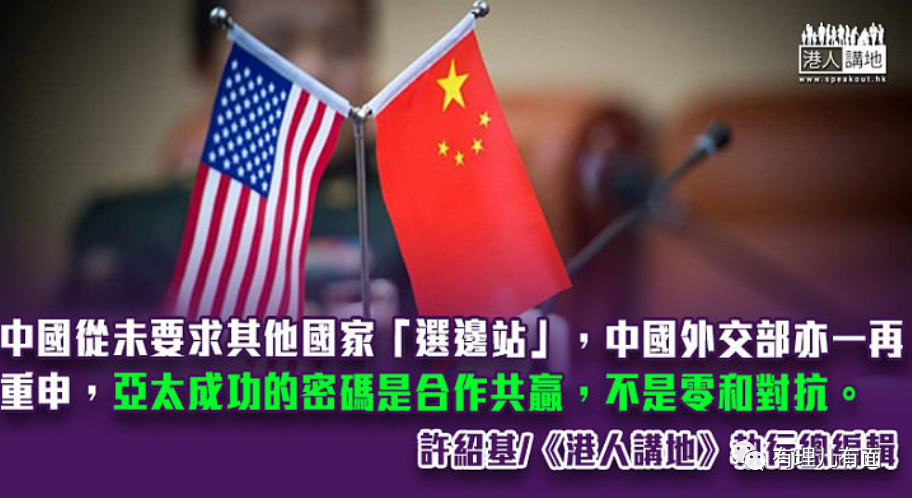 港人講地
www.speakout.hk
中國從未要求其他國家「選邊站」，中國外交部亦一再
重申，亞太成功的密碼是合作共贏，不是零和對抗。
許紹基/《港人講地》執行總編輯
有理儿有面